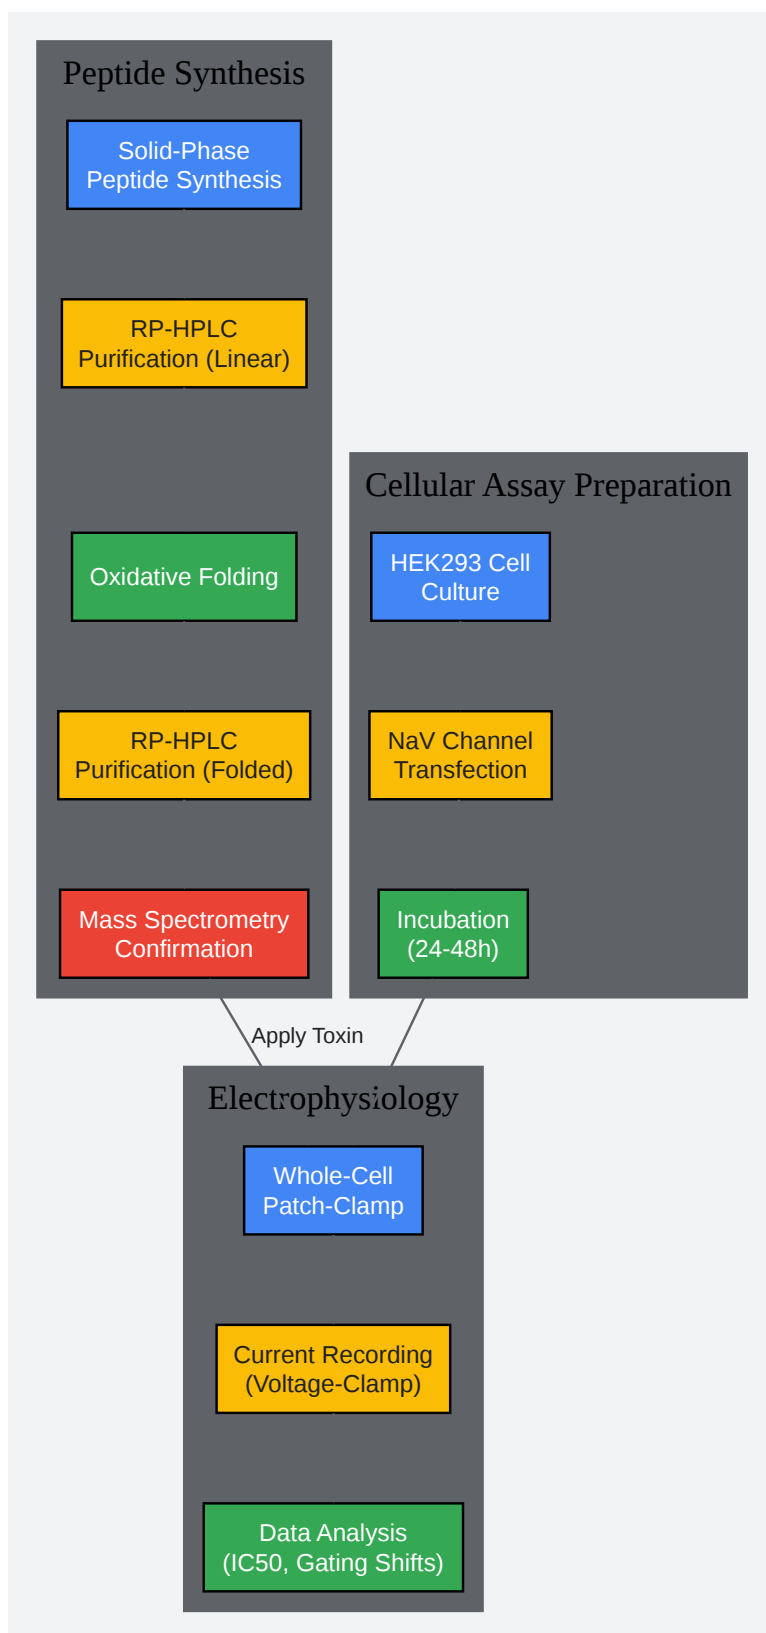 Peptide Synthesis
Solid-Phase
Peptide Synthesis
RP-HPLC
Purification (Linear)
Oxidative Folding
RP-HPLC
Purification (Folded)
Mass Spectrometry
Confirmation
Cellular Assay Preparation
HEK293 Cell
Culture
NaV Channel
Transfection
Incubation
(24-48h)
Apply Toxin
Electrophysiology
Whole-Cell
Patch-Clamp
Current Recording
(Voltage-Clamp)
Data Analysis
(IC50, Gating Shifts)